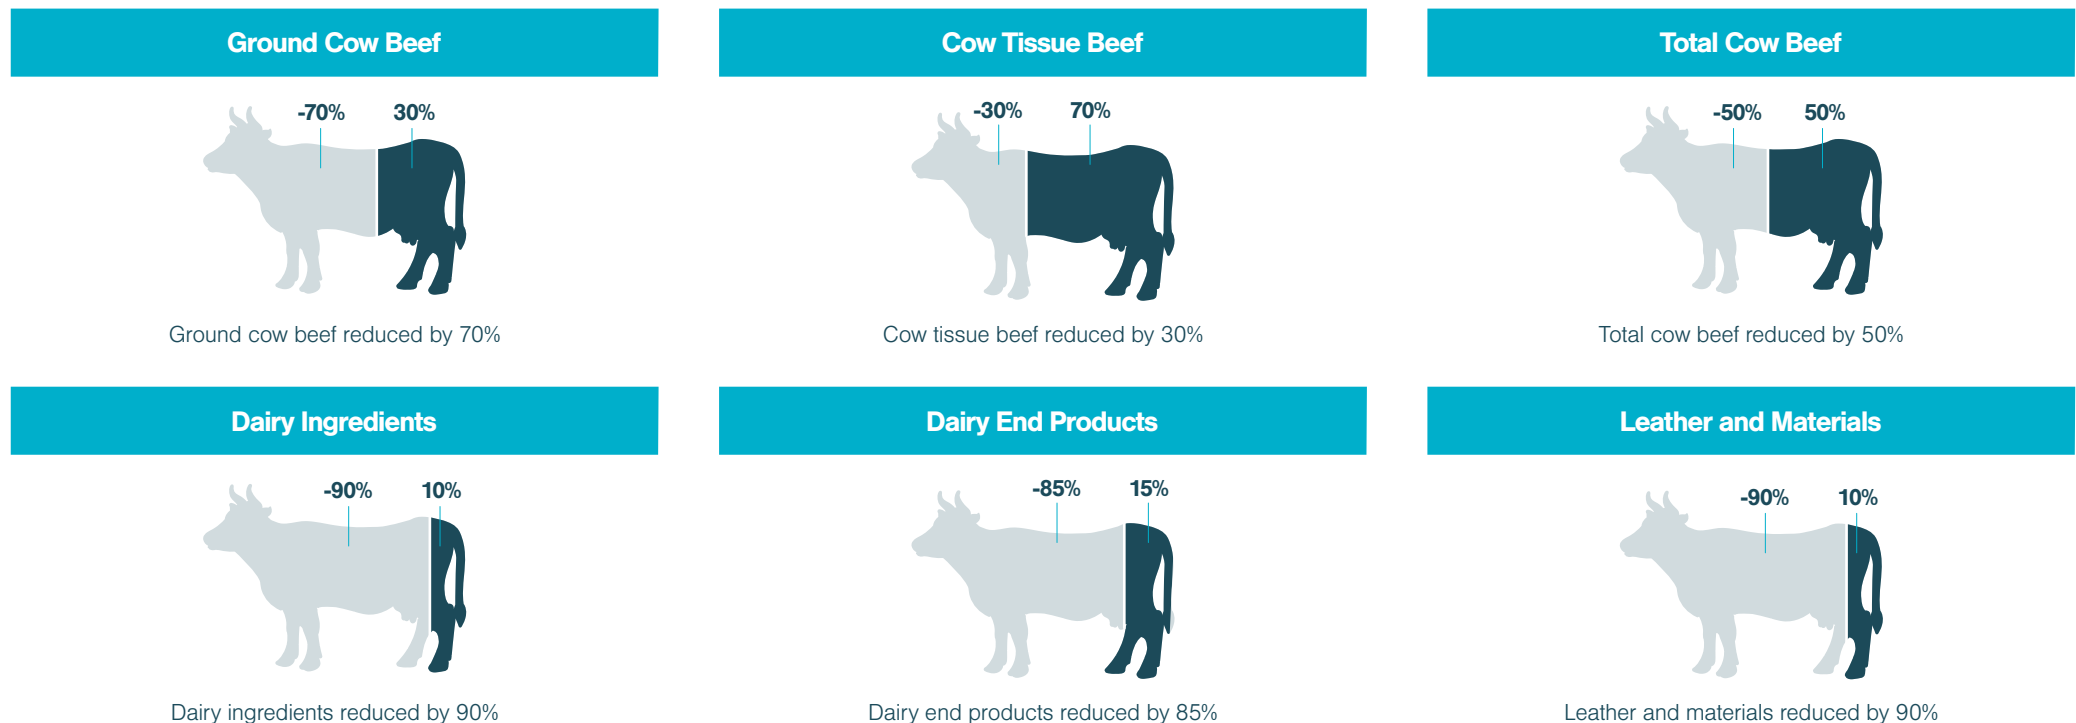 Ground Cow Beef
-70% 30%
Ground cow beef reduced by 70%
Cow Tissue Beef
-30% 70%
Cow tissue beef reduced by 30%
Total Cow Beef
-50% 50%
Total cow beef reduced by 50%
Dairy Ingredients
-90% 10%
Dairy ingredients reduced by 90%
Dairy End Products
-85% 15%
Dairy end products reduced by 85%
Leather and Materials
-90% 10%
Leather and materials reduced by 90%